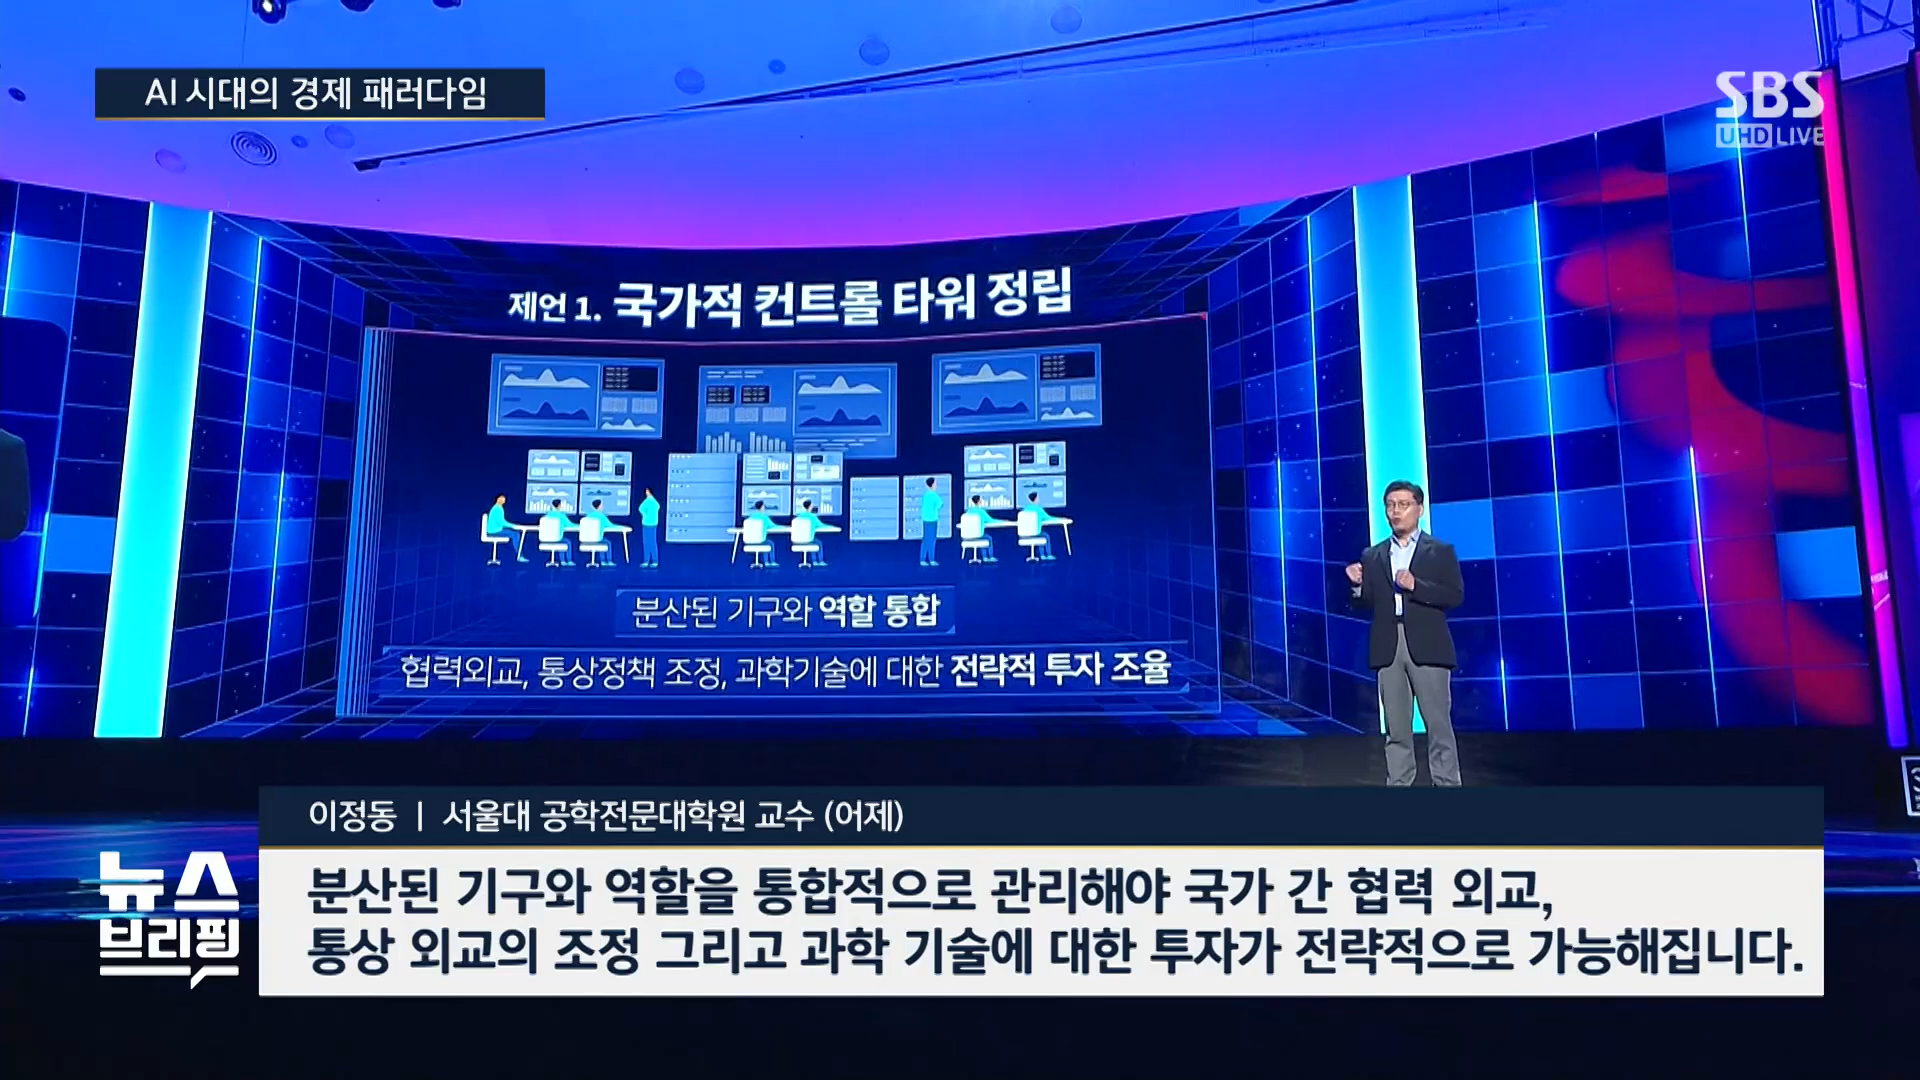 AI 시대의 경제 패러다임
SBS
UHD LIVE
제언 1. 국가적 컨트롤 타워 정립
분산된 기구와 역할 통합
협력외교, 통상정책 조정, 과학기술에 대한 전략적 투자 조율
이정동 | 서울대 공학전문대학원 교수 (어제)
뉴스
브리핑
분산된 기구와 역할을 통합적으로 관리해야 국가 간 협력 외교,
통상 외교의 조정 그리고 과학 기술에 대한 투자가 전략적으로 가능해집니다.